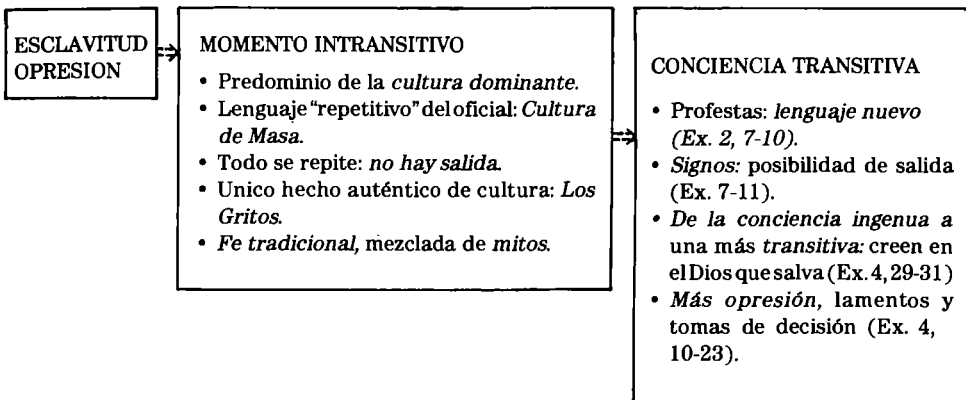 ESCLAVITUD
OPRESION
MOMENTO INTRANSITIVO
• Predominio de la cultura dominante.
• Lenguaje "repetitivo" del oficial: Cultura
de Masa.
• Todo se repite: no hay salida.
• Unico hecho auténtico de cultura: Los
Gritos.
• Fe tradicional, mezclada de mitos.
CONCIENCIA TRANSITIVA
• Profestas: lenguaje nuevo
(Ex. 2, 7-10).
• Signos: posibilidad de salida
(Ex. 7-11).
• De la conciencia ingenua a
una más transitiva: creen en
el Dios que salva (Ex. 4, 29-31)
• Más opresión, lamentos y
tomas de decisión (Ex. 4,
10-23).